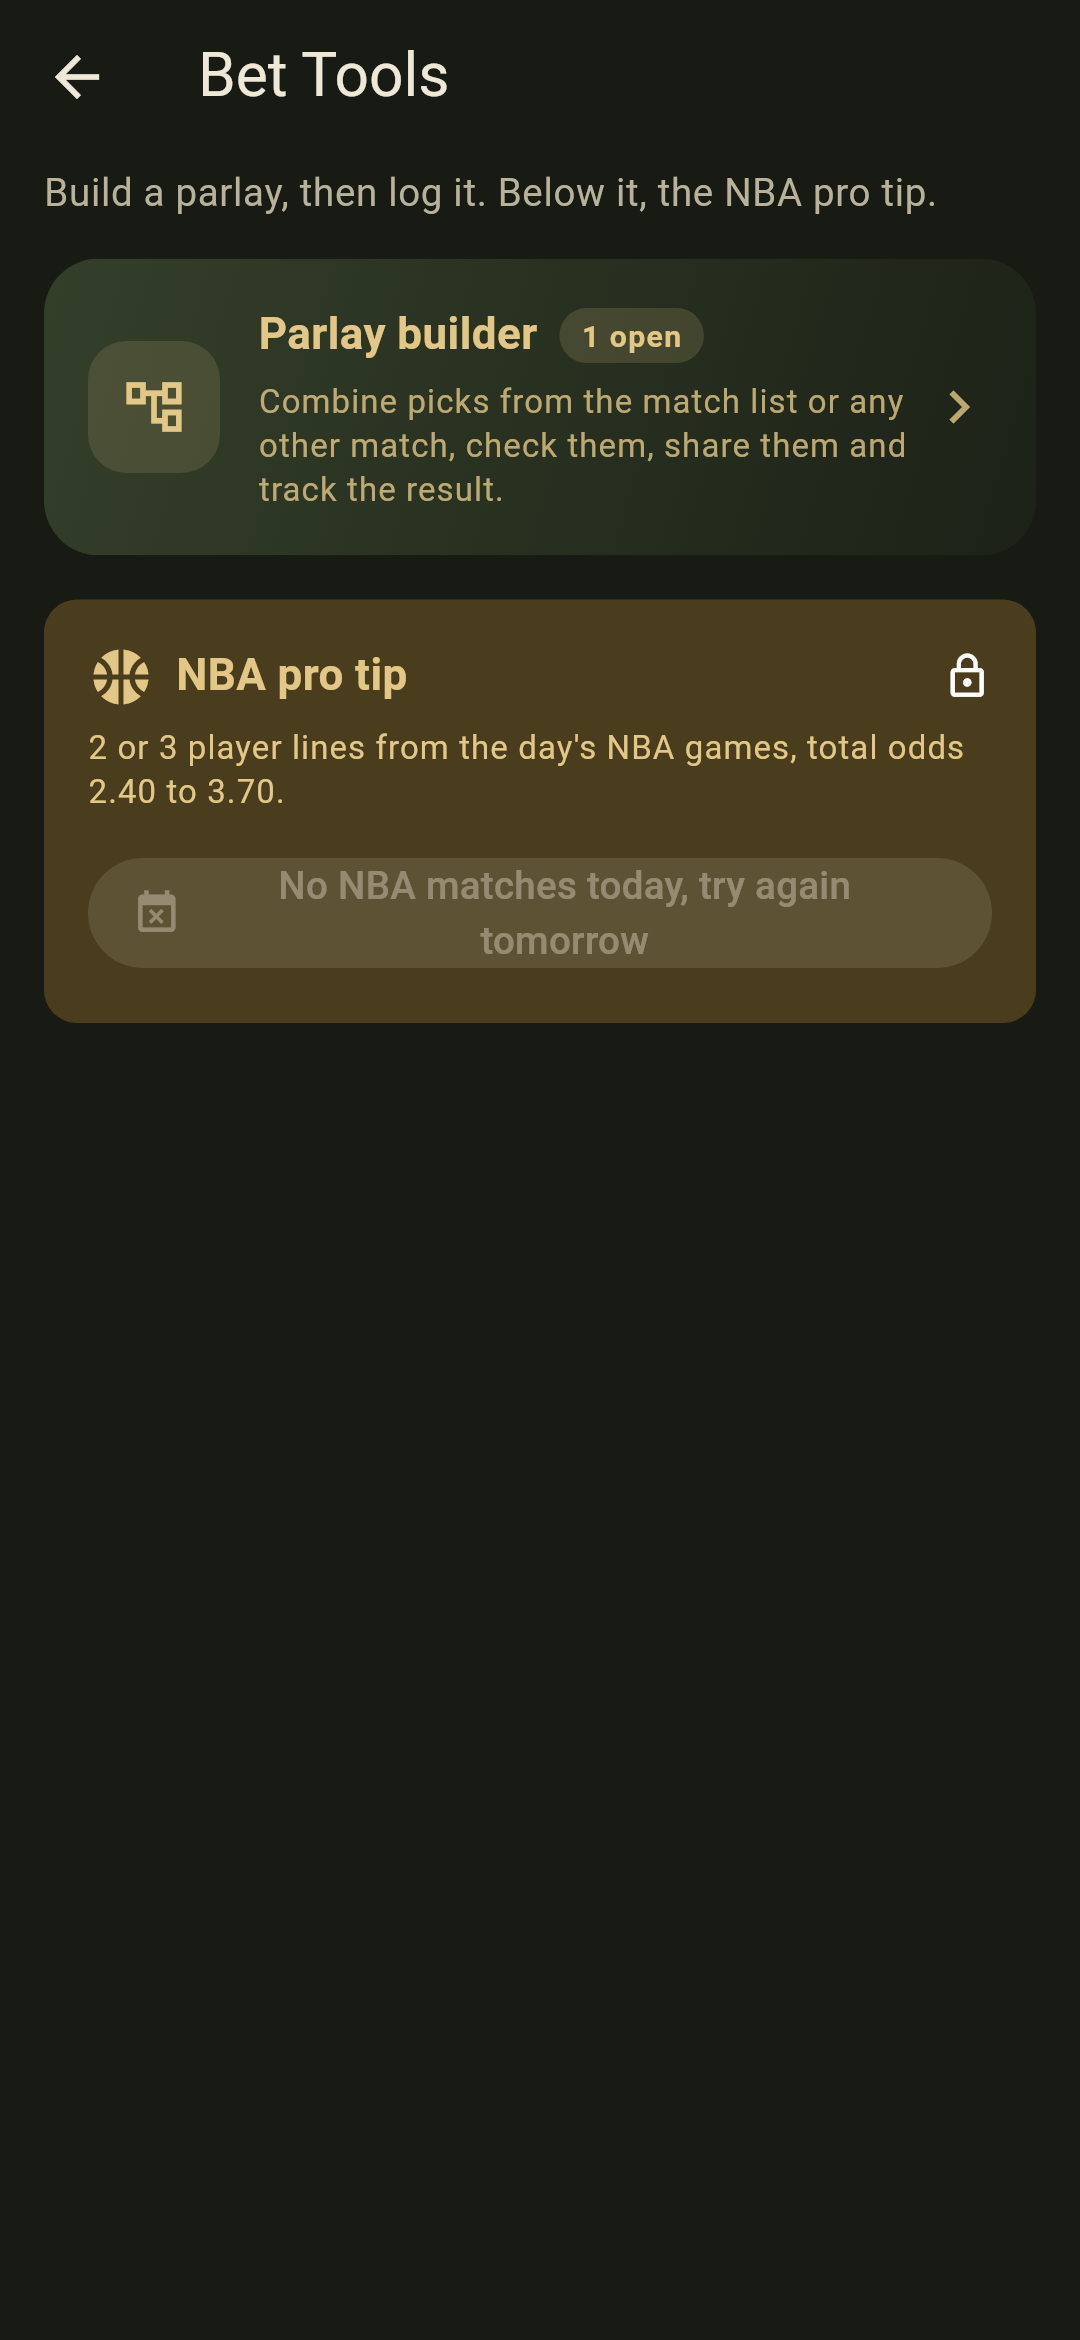 Bet Tools
Build a parlay, then log it. Below it, the NBA pro tip.
Parlay builder 1 open
Combine picks from the match list or any
other match, check them, share them and
track the result.
NBA pro tip
2 or 3 player lines from the day's NBA games, total odds
2.40 to 3.70.
No NBA matches today, try again
tomorrow